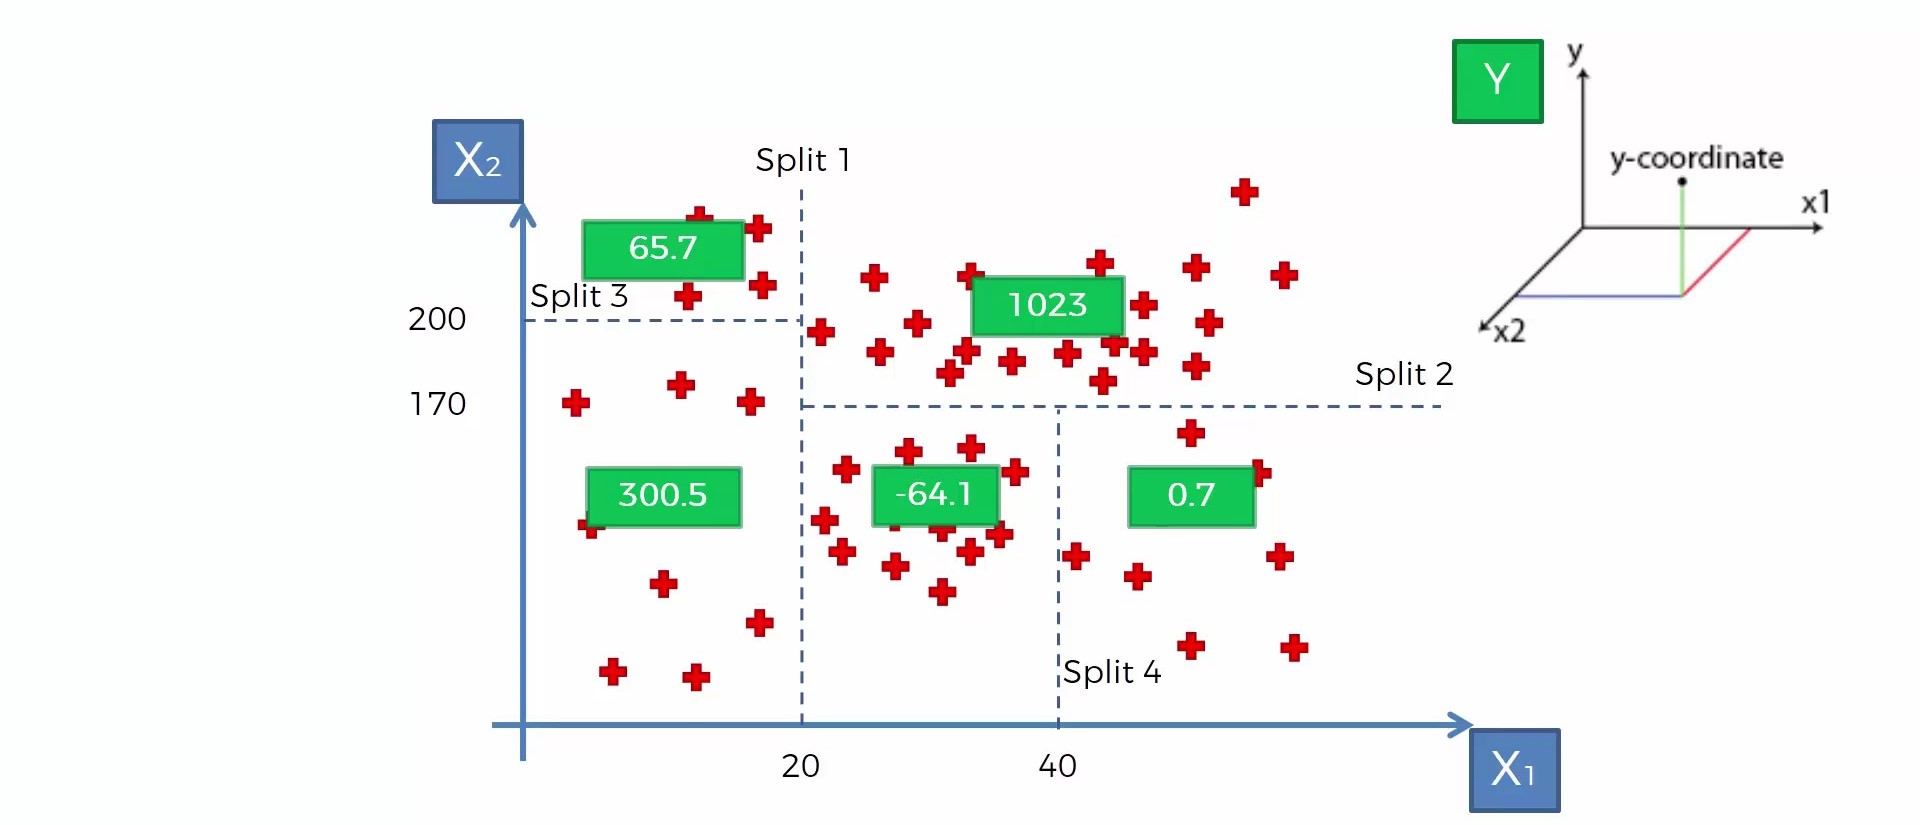 Y
y
y-coordinate
x1
x2
X2
Split 1
65.7
1023
Split 3
200
Split 2
170
300.5
-64.1
0.7
Split 4
20
40
X1